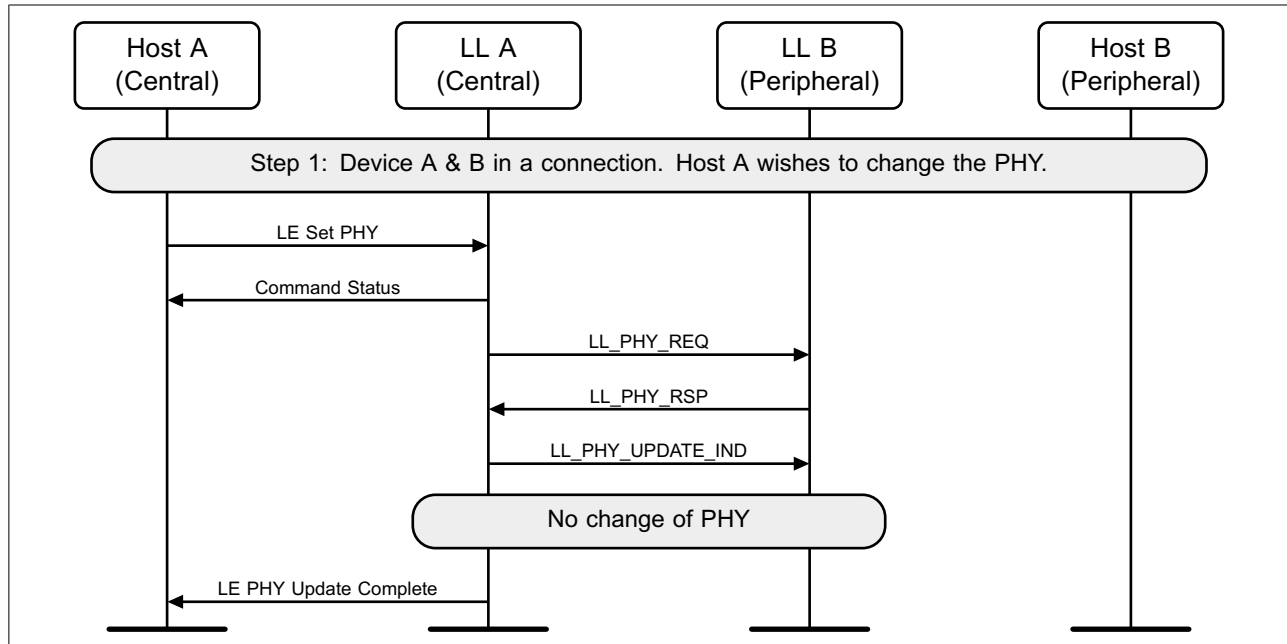 Host A
(Central)
LL A
(Central)
LL B
(Peripheral)
Host B
(Peripheral)
Step 1: Device A & B in a connection. Host A wishes to change the PHY.
LE Set PHY
Command Status
LL_PHY_REQ
LL_PHY_RSP
LL_PHY_UPDATE_IND
No change of PHY
LE PHY Update Complete